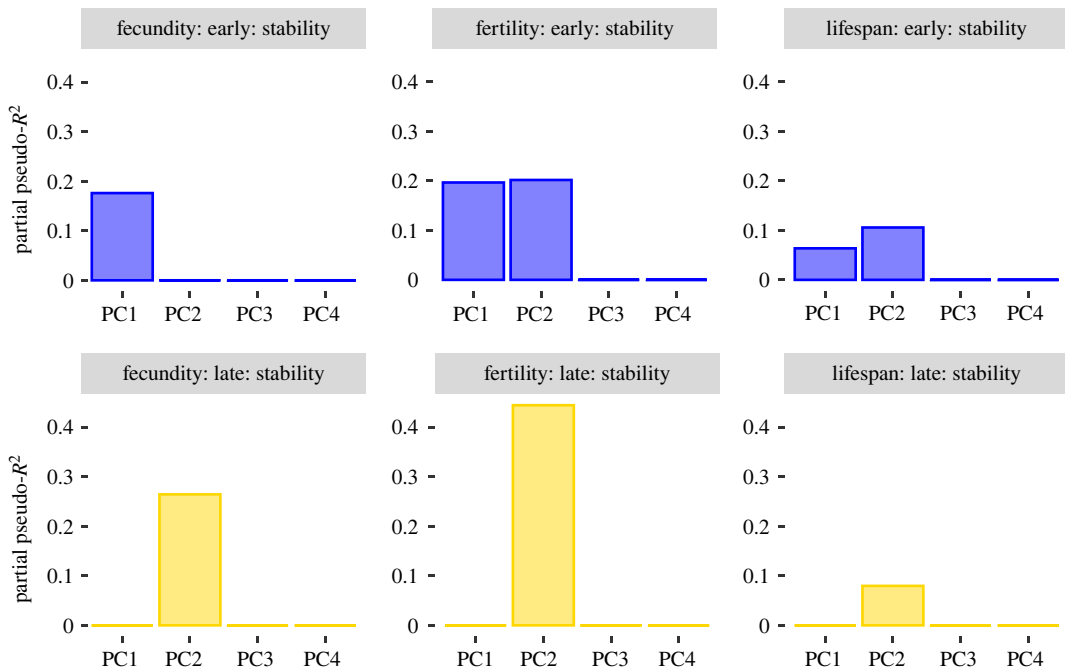 fecundity: early: stability
fertility: early: stability
lifespan: early: stability
partial pseudo-R²
0.4
0.3
0.2
0.1
0
PC1 PC2 PC3 PC4
0.4
0.3
0.2
0.1
0
PC1 PC2 PC3 PC4
0.4
0.3
0.2
0.1
0
PC1 PC2 PC3 PC4
fecundity: late: stability
fertility: late: stability
lifespan: late: stability
partial pseudo-R²
0.4
0.3
0.2
0.1
0
PC1 PC2 PC3 PC4
0.4
0.3
0.2
0.1
0
PC1 PC2 PC3 PC4
0.4
0.3
0.2
0.1
0
PC1 PC2 PC3 PC4